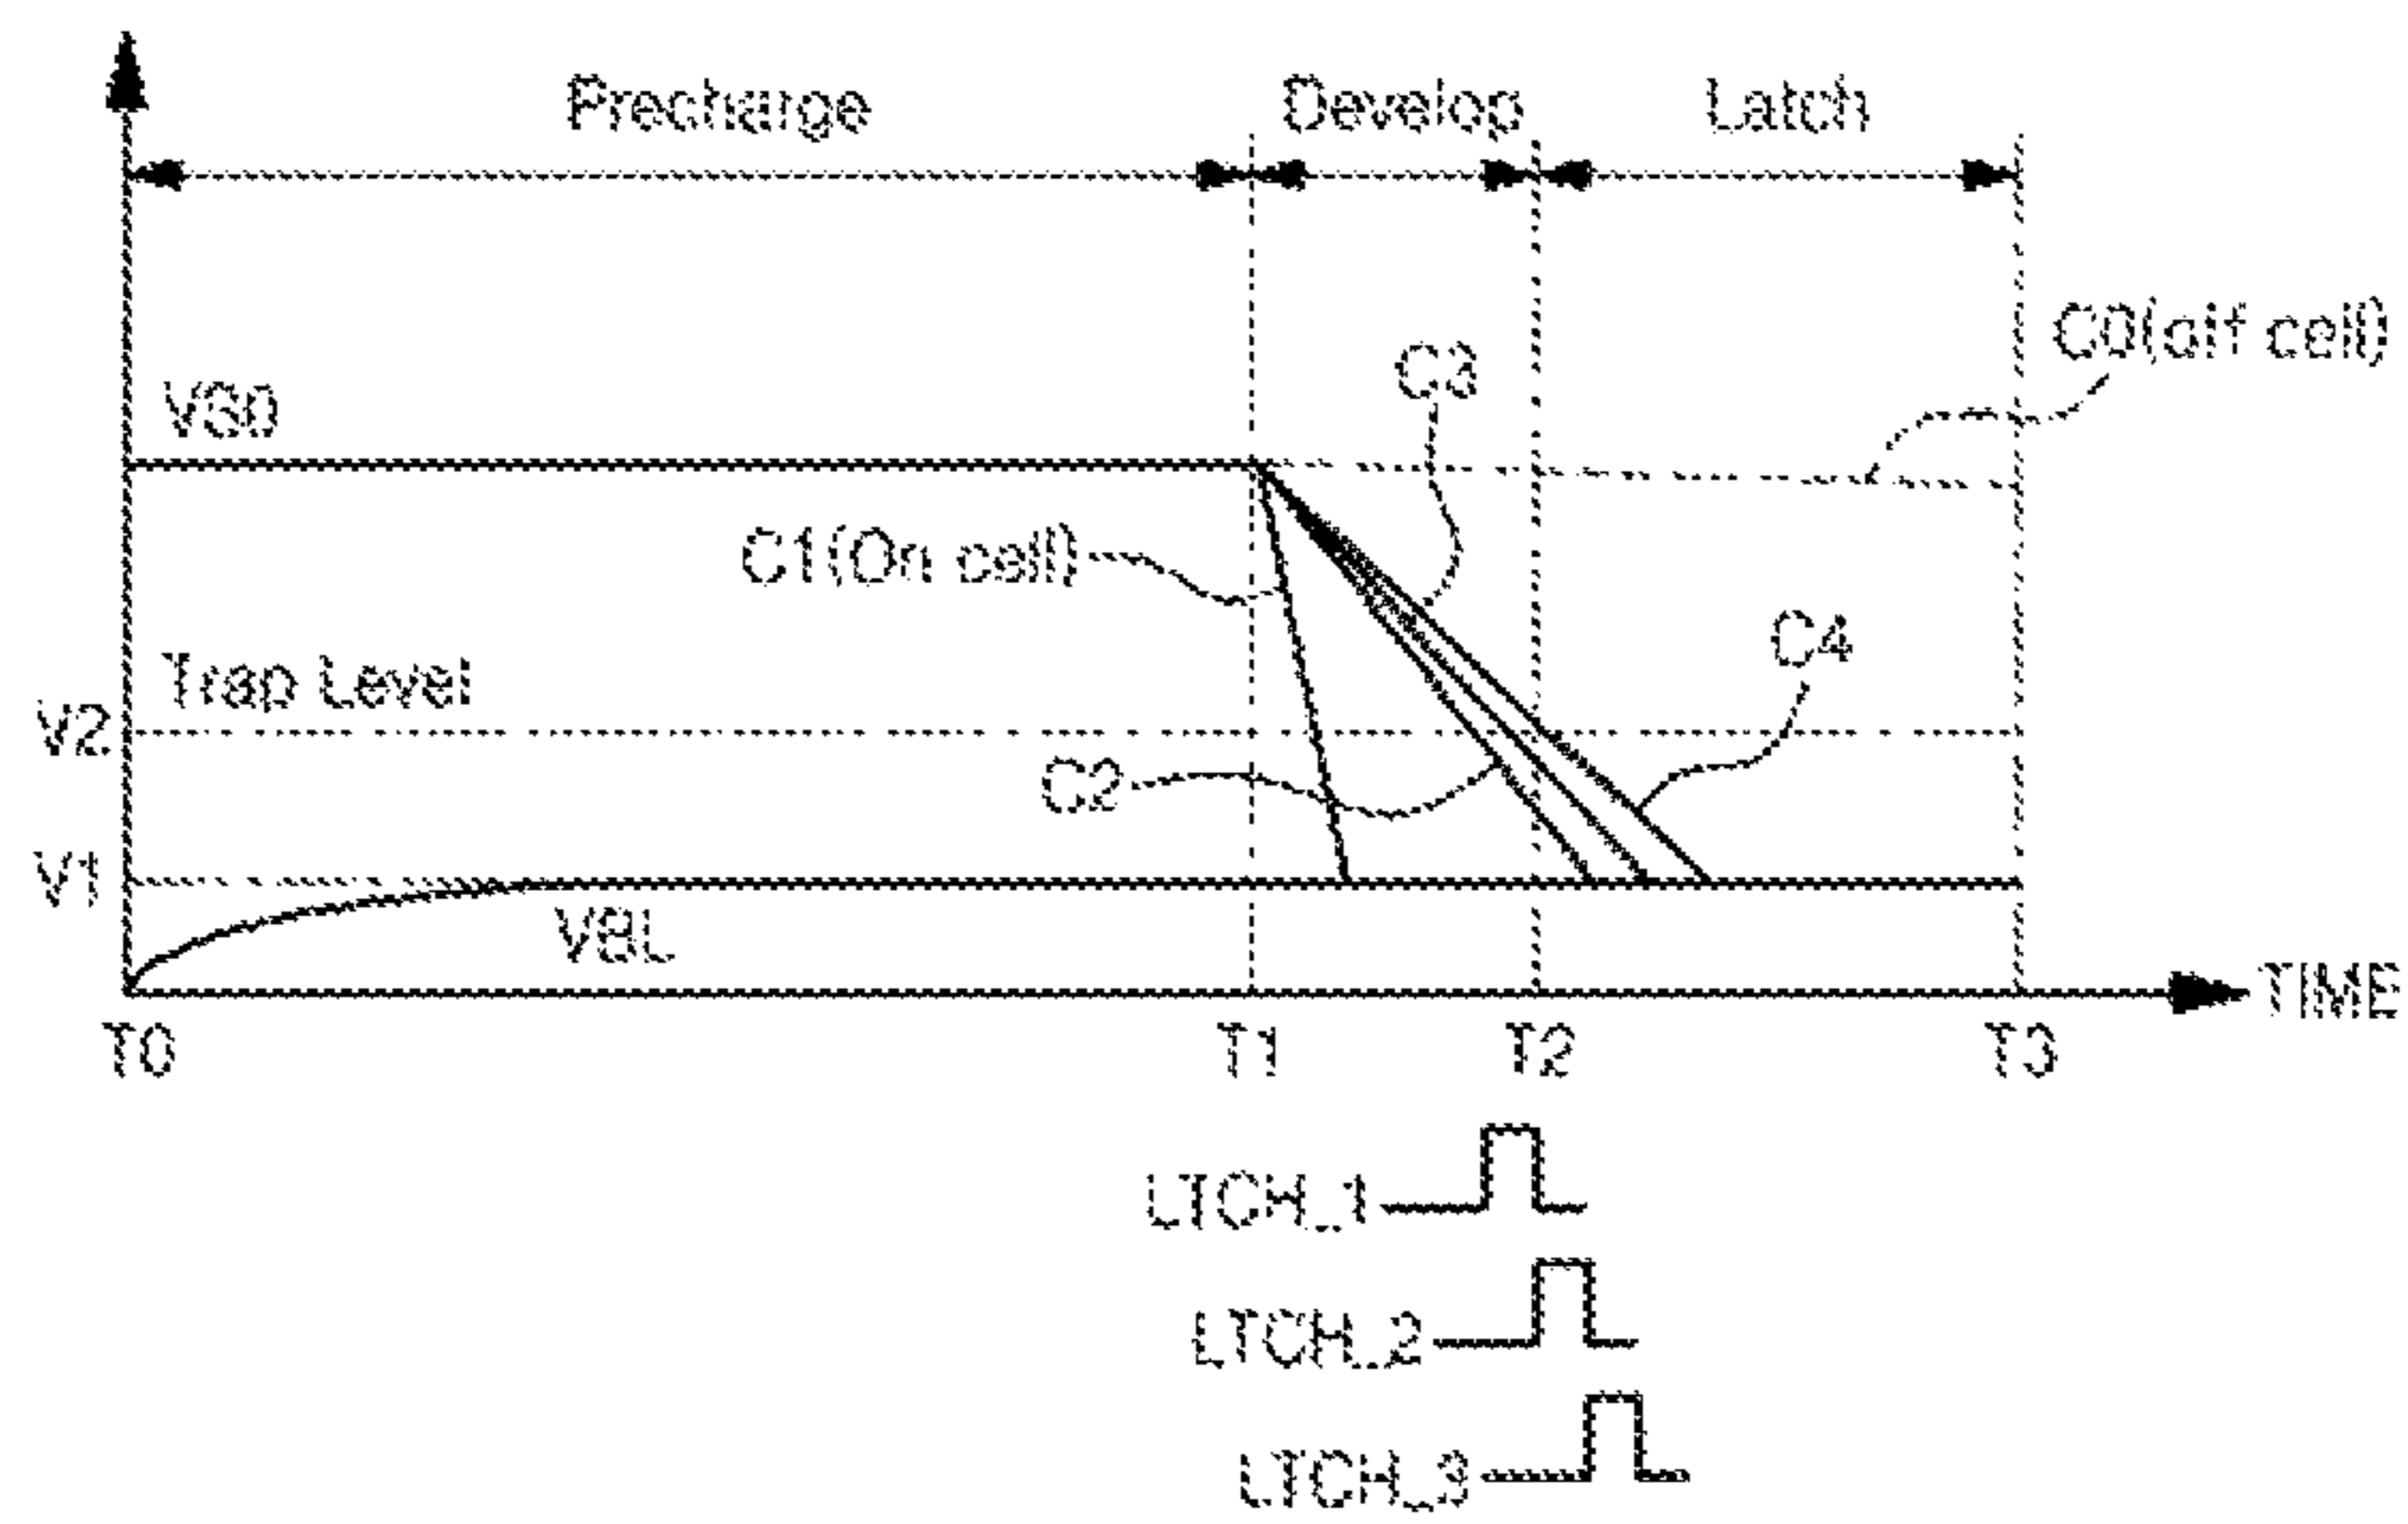 Precharge
Develop
Latch
C0(off cell)
C3
VSO
C1(On cell)
C4
Trap Level
V2
C2
V1
VBL
TIME
T0
T1
T2
T3
LTCH_1
LTCH_2
LTCH_3